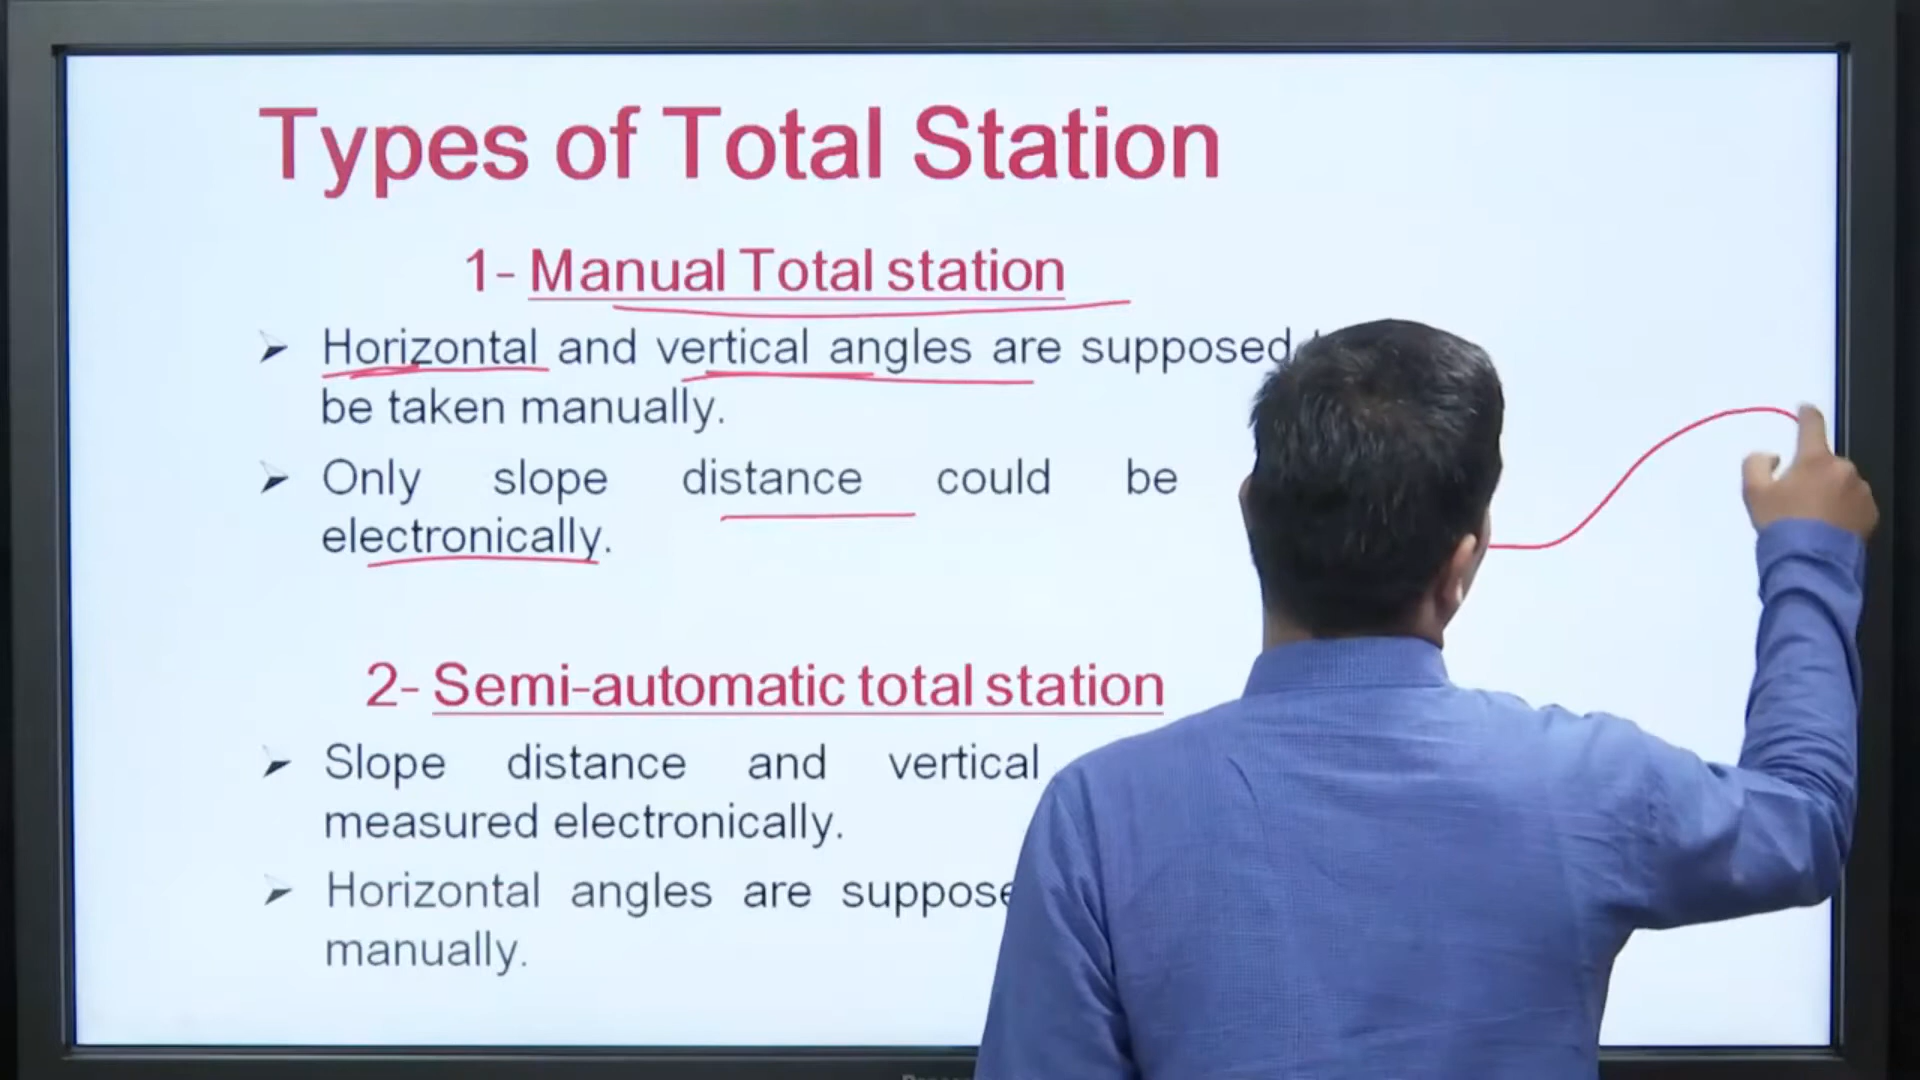 Types of Total Station
1- Manual Total station
➢ Horizontal and vertical angles are supposed
be taken manually.
➢ Only slope distance could be
electronically.
2- Semi-automatic total station
➢ Slope distance and vertical
measured electronically.
➢ Horizontal angles are
manually.